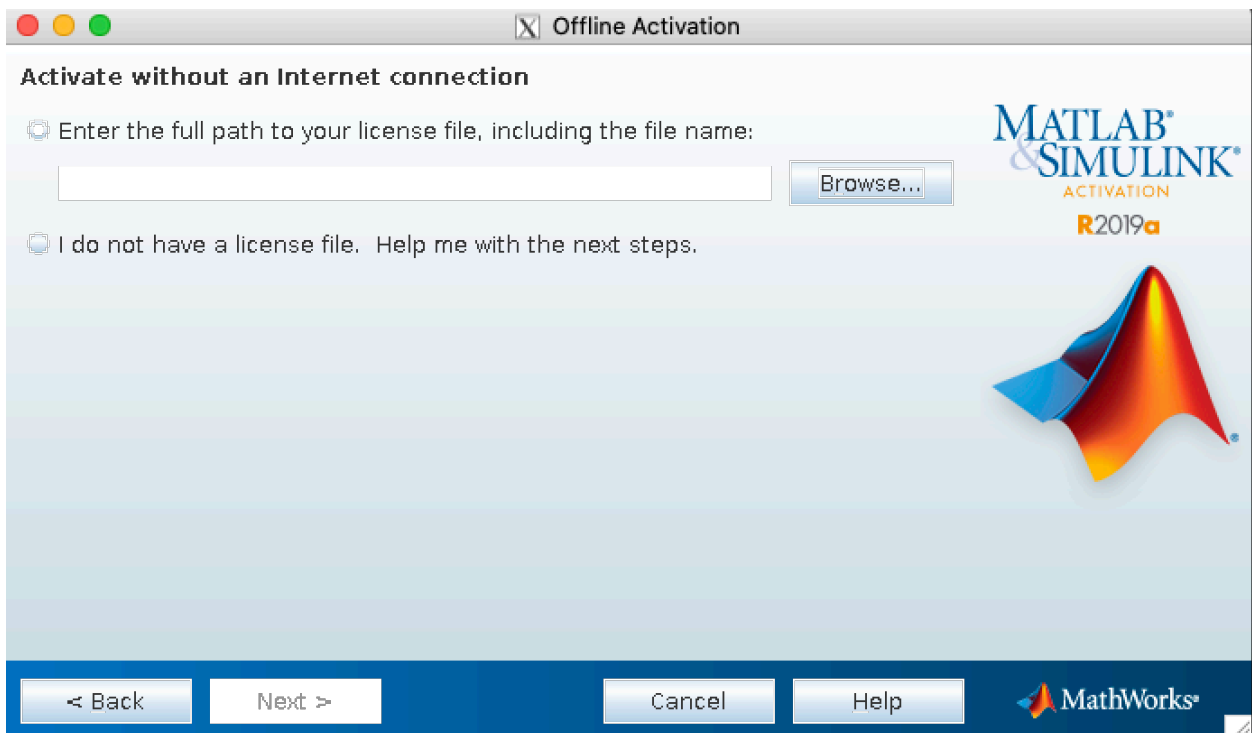 Offline Activation
Activate without an Internet connection
Enter the full path to your license file, including the file name:
Browse...
I do not have a license file.  Help me with the next steps.
MATLAB®
&SIMULINK®
ACTIVATION
R2019a
®
< Back
Next >
Cancel
Help
MathWorks®